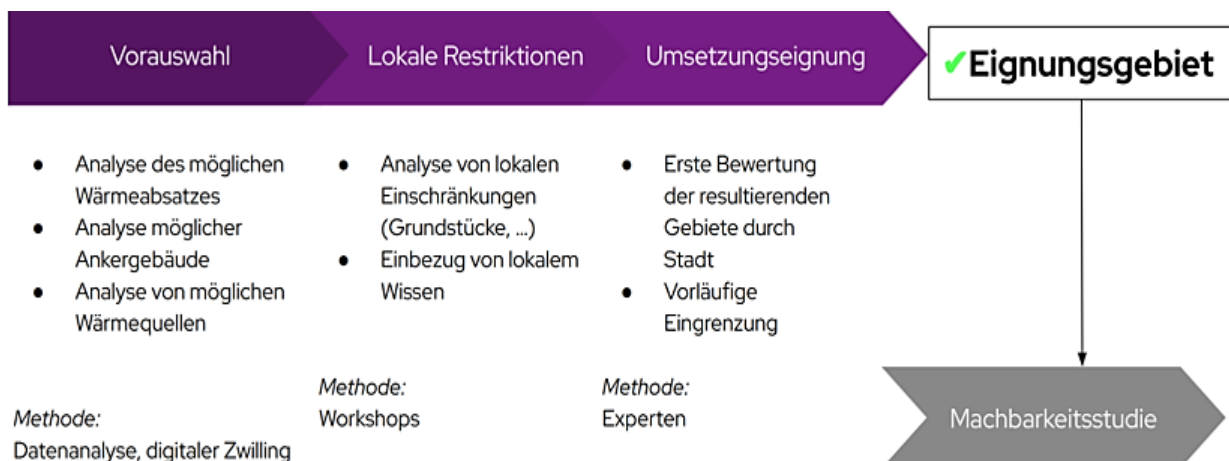 Vorauswahl
Lokale Restriktionen
Umsetzungseignung
✔Eignungsgebiet
● Analyse des möglichen
Wärmeabsatzes
● Analyse möglicher
Ankergebäude
● Analyse von möglichen
Wärmequellen
Methode:
Datenanalyse, digitaler Zwilling
● Analyse von lokalen
Einschränkungen
(Grundstücke, ...)
● Einbezug von lokalem
Wissen
Methode:
Workshops
● Erste Bewertung
der resultierenden
Gebiete durch
Stadt
● Vorläufige
Eingrenzung
Methode:
Experten
Machbarkeitsstudie